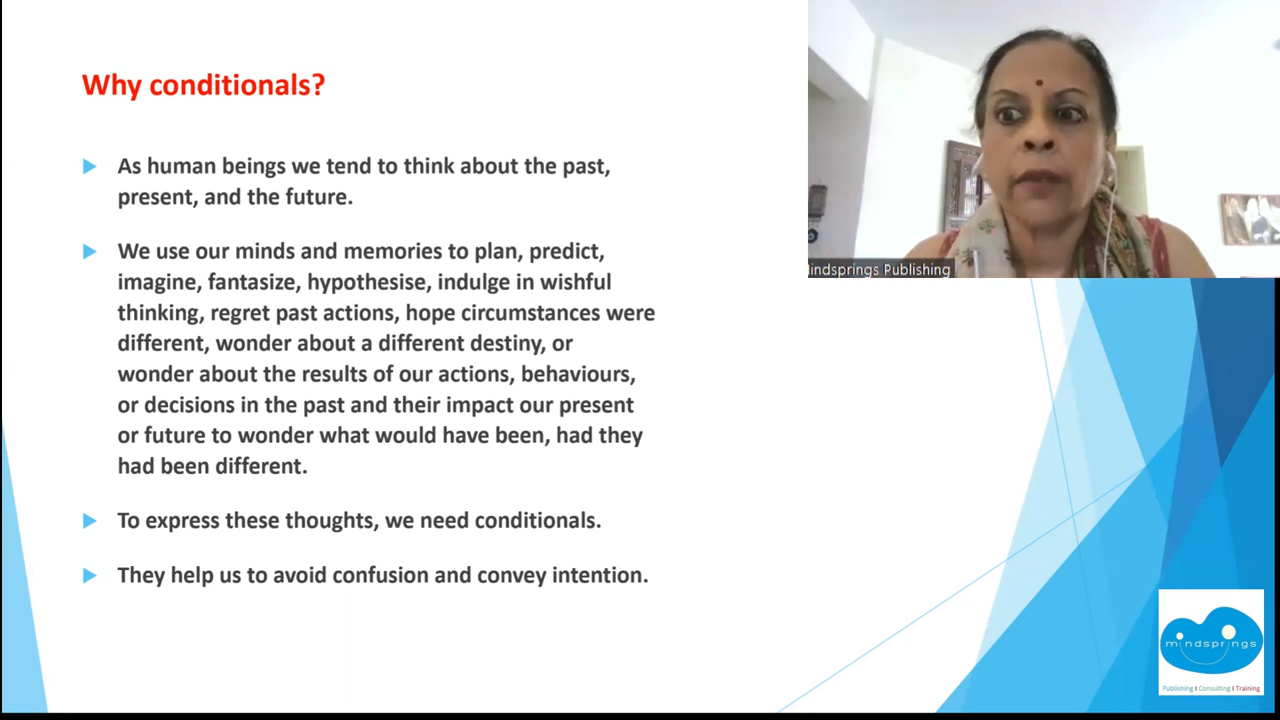 Why conditionals?
As human beings we tend to think about the past,
present, and the future.
We use our minds and memories to plan, predict,
imagine, fantasize, hypothesise, indulge in wishful
thinking, regret past actions, hope circumstances were
different, wonder about a different destiny, or
wonder about the results of our actions, behaviours,
or decisions in the past and their impact our present
or future to wonder what would have been, had they
had been different.
To express these thoughts, we need conditionals.
They help us to avoid confusion and convey intention.
indsprings Publishing
mindsprings
Publishing I Consulting I Training